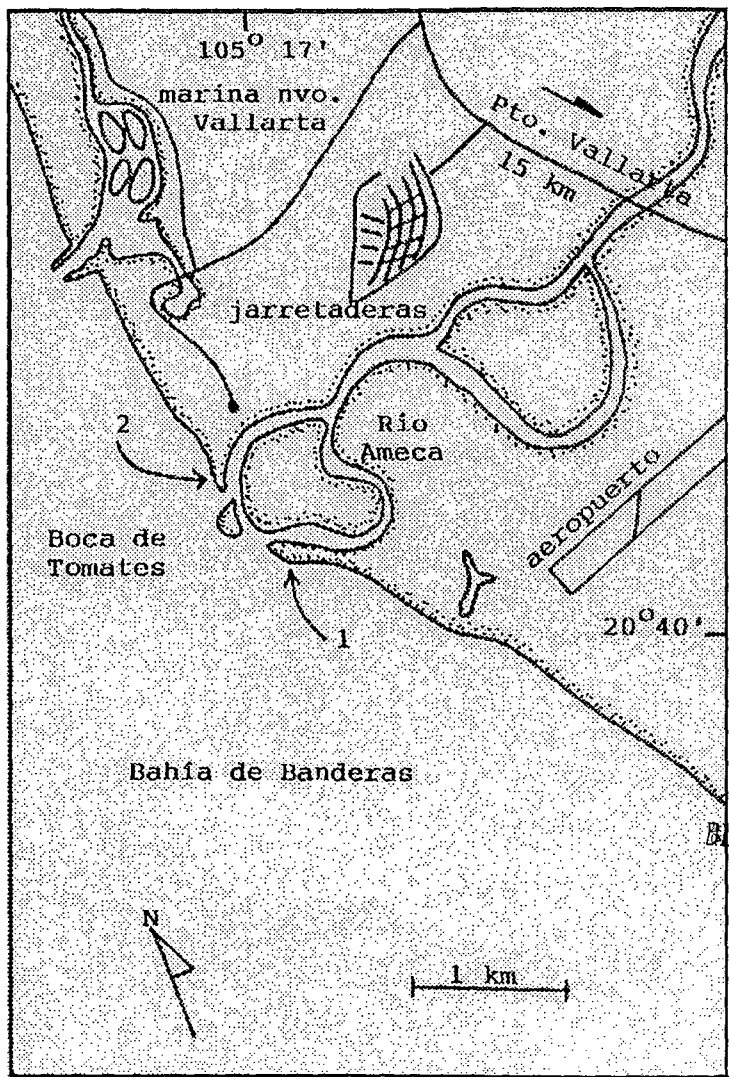 105° 17'
marina nvo.
Vallarta
pto. Vallarta
15 km
jarretaderas
2
Rio
Ameca
aeropuerto
Boca de
Tomates
20°40'
1
Bahía de Banderas
N
1 km